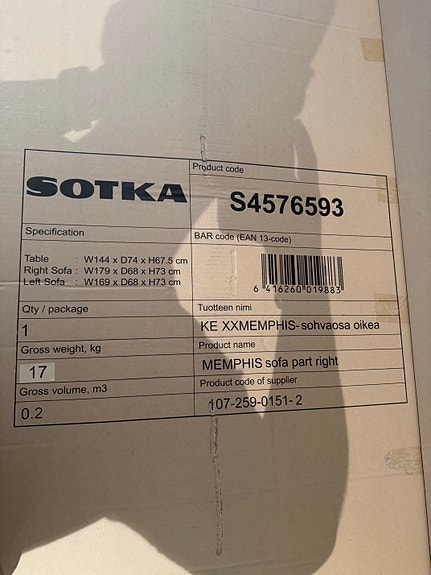 SOTKA
Product code
S4576593
Specification
Table : W144 x D74 x H67.5 cm
Right Sofa : W179 x D68 x H73 cm
Left Sofa : W169 x D68 x H73 cm
BAR code (EAN 13-code)
6 416260 019883
Qty / package
1
Tuotteen nimi
KE XXMEMPHIS- sohvaosa oikea
Gross weight, kg
17
Product name
MEMPHIS sofa part right
Gross volume, m3
0.2
Product code of supplier
107-259-0151- 2